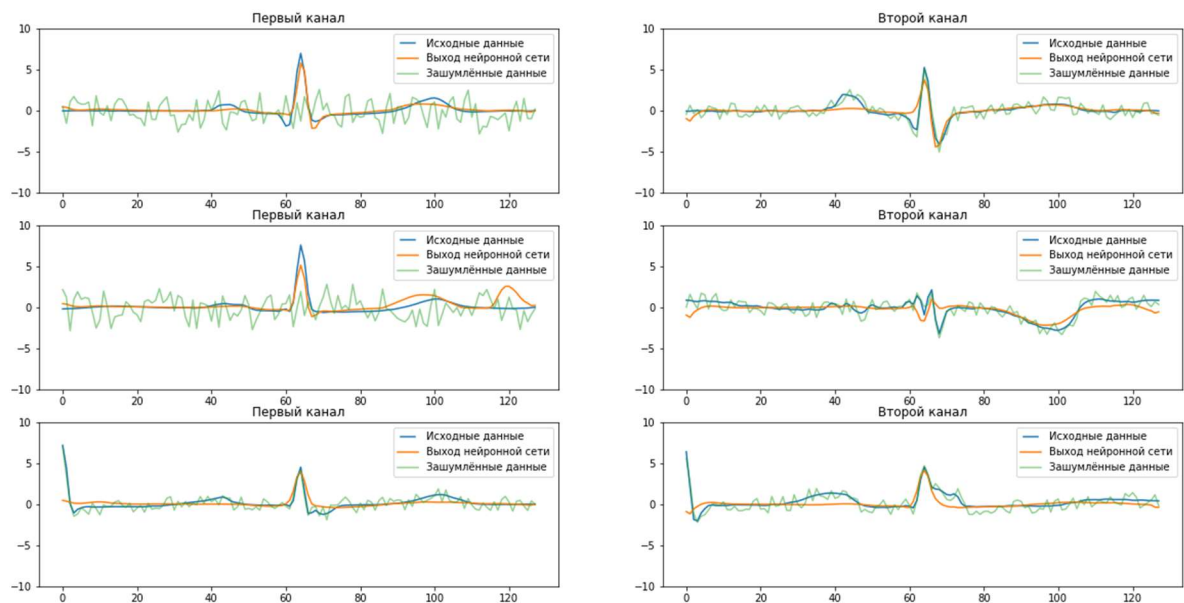 Первый канал
Второй канал
10
5
0
−5
−10
Исходные данные
Выход нейронной сети
Зашумлённые данные
0 20 40 60 80 100 120
10
5
0
−5
−10
Исходные данные
Выход нейронной сети
Зашумлённые данные
0 20 40 60 80 100 120
Первый канал
Второй канал
10
5
0
−5
−10
Исходные данные
Выход нейронной сети
Зашумлённые данные
0 20 40 60 80 100 120
10
5
0
−5
−10
Исходные данные
Выход нейронной сети
Зашумлённые данные
0 20 40 60 80 100 120
Первый канал
Второй канал
10
5
0
−5
−10
Исходные данные
Выход нейронной сети
Зашумлённые данные
0 20 40 60 80 100 120
10
5
0
−5
−10
Исходные данные
Выход нейронной сети
Зашумлённые данные
0 20 40 60 80 100 120